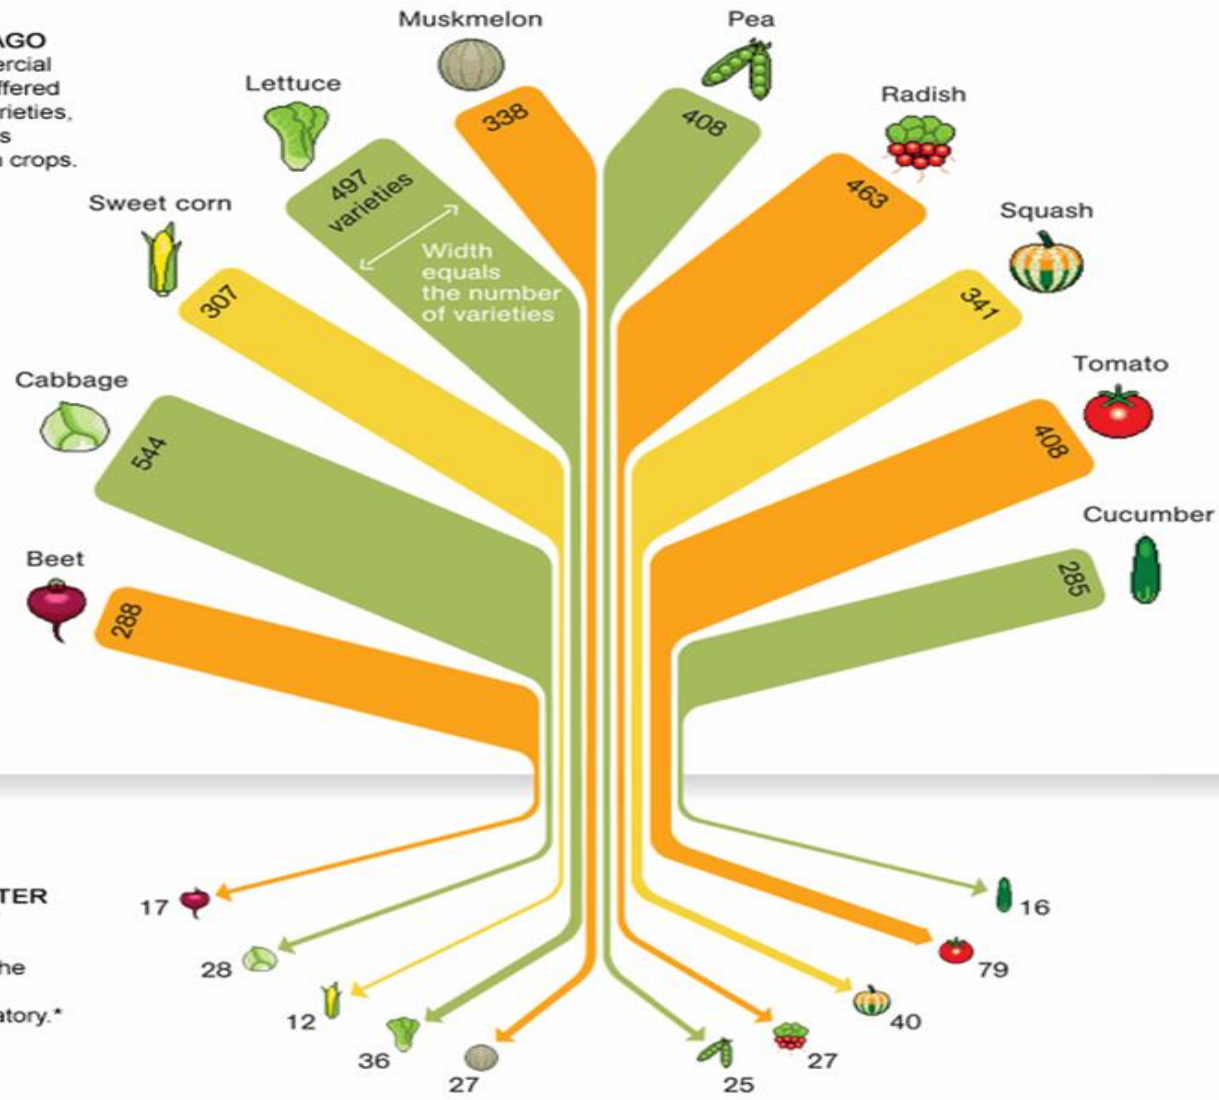 AGO
ercial
ffered
rieties,
s
n crops.
Muskmelon
338
Pea
408
Lettuce
497
varieties
Width
equals
the number
of varieties
Radish
463
Sweet corn
307
Squash
341
Cabbage
544
Tomato
408
Beet
288
Cucumber
285
TER
he
atory.*
17
28
12
36
27
25
27
40
79
16